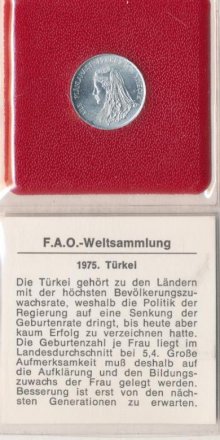 F.A.O.-Weltsammlung
1975. Türkei
Die Türkei gehört zu den Ländern
mit der höchsten Bevölkerungszu-
wachsrate, weshalb die Politik der
Regierung auf eine Senkung der
Geburtenrate dringt, bis heute aber
kaum Erfolg zu verzeichnen hatte.
Die Geburtenzahl je Frau liegt im
Landesdurchschnitt bei 5,4. Große
Aufmerksamkeit muß deshalb auf
die Aufklärung und den Bildungs-
zuwachs der Frau gelegt werden.
Besserung ist erst von den näch-
sten Generationen zu erwarten.